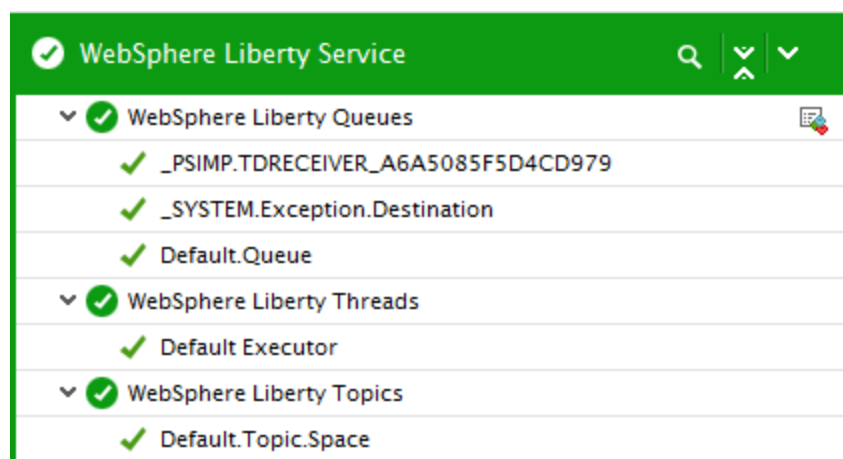 WebSphere Liberty Service
WebSphere Liberty Queues
_PSIMP.TDRECEIVER_A6A5085F5D4CD979
_SYSTEM.Exception.Destination
Default.Queue
WebSphere Liberty Threads
Default Executor
WebSphere Liberty Topics
Default.Topic.Space